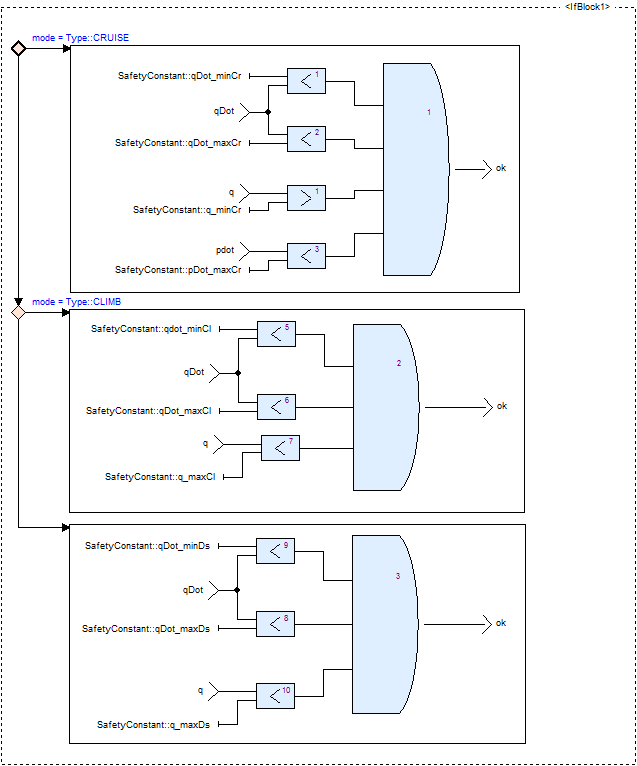 <IfBlock1>
mode = Type::CRUISE
SafetyConstant::qDot_minCr
< 1
qDot
SafetyConstant::qDot_maxCr
< 2
1
ok
q
> 1
SafetyConstant::q_minCr
pdot
< 3
SafetyConstant::pDot_maxCr
mode = Type::CLIMB
SafetyConstant::qdot_minCl
< 5
qDot
2
SafetyConstant::qDot_maxCl
< 6
ok
q
< 7
SafetyConstant::q_maxCl
SafetyConstant::qDot_minDs
< 9
qDot
3
SafetyConstant::qDot_maxDs
< 8
ok
q
< 10
SafetyConstant::q_maxDs